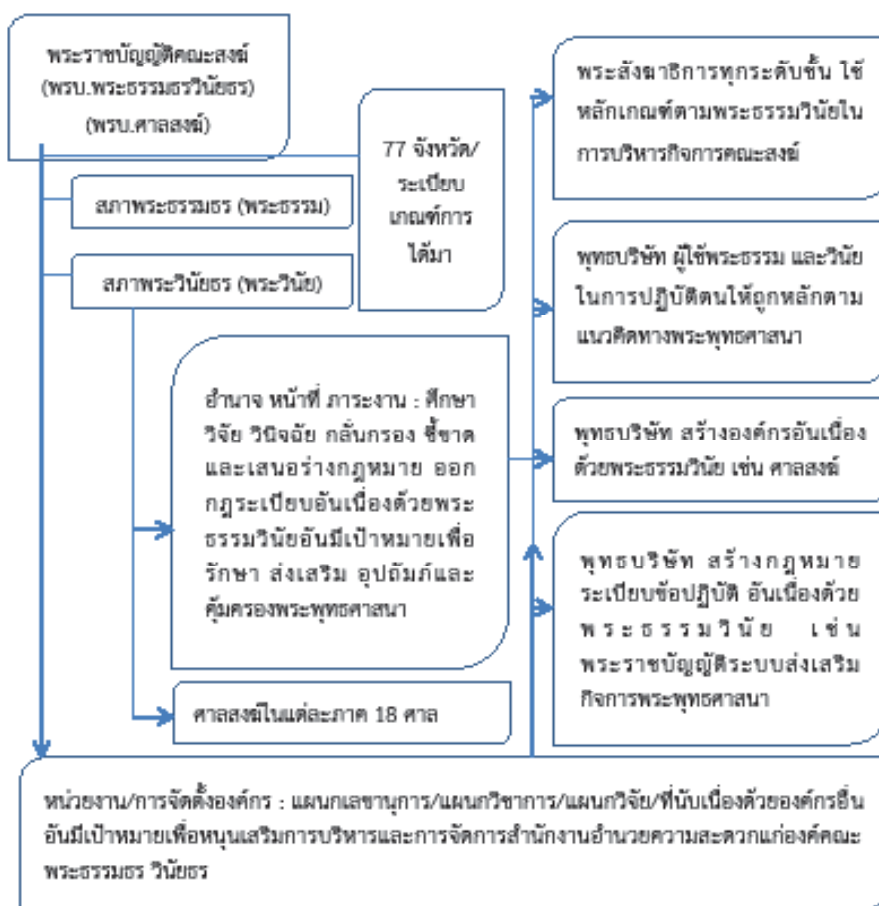 พระราชบัญญัติคณะสงฆ์
(พรบ.พระธรรมธรวินัยธร)
(พรบ.ศาลสงฆ์)
77 จังหวัด/
ระเบียบ
เกณฑ์การ
ได้มา
สภาพระธรรมธร (พระธรรม)
สภาพระวินัยธร (พระวินัย)
อำนาจ หน้าที่ ภาระงาน : ศึกษา
วิจัย วินิจฉัย กลั่นกรอง ชี้ขาด
และเสนอร่างกฎหมาย ออก
กฎระเบียบอันเนื่องด้วยพระ
ธรรมวินัยอันมีเป้าหมายเพื่อ
รักษา ส่งเสริม อุปถัมภ์และ
คุ้มครองพระพุทธศาสนา
ศาลสงฆ์ในแต่ละภาค 18 ศาล
พระสังฆาธิการทุกระดับชั้น ใช้
หลักเกณฑ์ตามพระธรรมวินัยใน
การบริหารกิจการคณะสงฆ์
พุทธบริษัท ผู้ใช้พระธรรม และวินัย
ในการปฏิบัติตนให้ถูกหลักตาม
แนวคิดทางพระพุทธศาสนา
พุทธบริษัท สร้างองค์กรอันเนื่อง
ด้วยพระธรรมวินัย เช่น ศาลสงฆ์
พุทธบริษัท สร้างกฎหมาย
ระเบียบข้อปฏิบัติ อันเนื่องด้วย
พระธรรมวินัย เช่น
พระราชบัญญัติระบบส่งเสริม
กิจการพระพุทธศาสนา
หน่วยงาน/การจัดตั้งองค์กร : แผนกเลขานุการ/แผนกวิชาการ/แผนกวิจัย/ที่นับเนื่องด้วยองค์กรอื่น
อันมีเป้าหมายเพื่อหนุนเสริมการบริหารและการจัดการสำนักงานอำนวยความสะดวกแก่องค์คณะ
พระธรรมธร วินัยธร